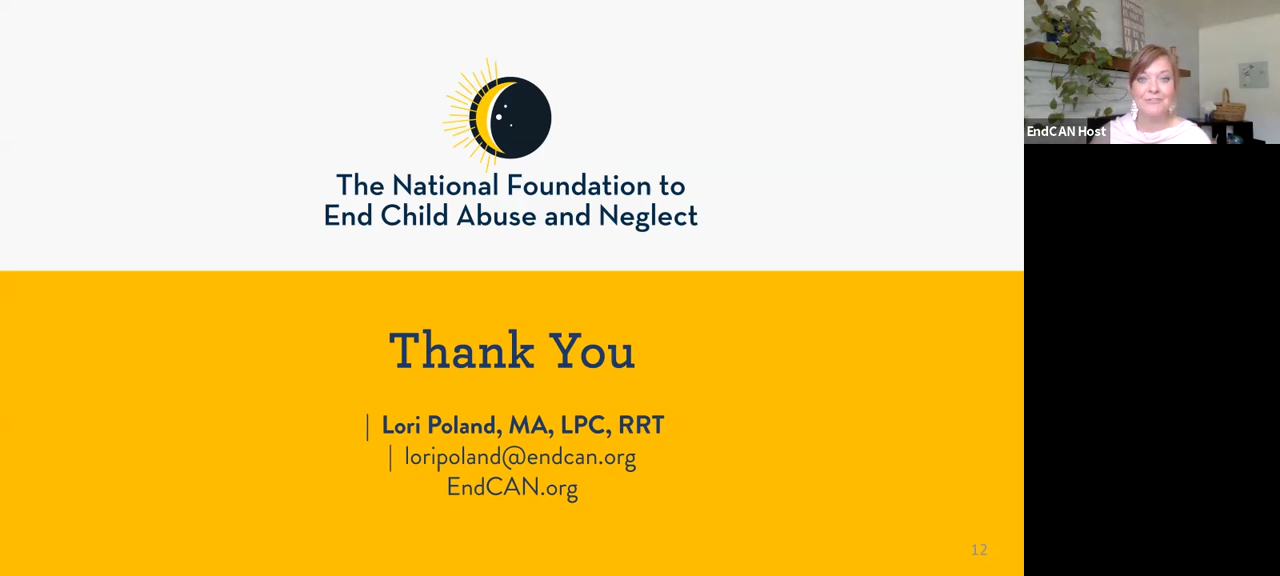 The National Foundation to
End Child Abuse and Neglect
Thank You
| Lori Poland, MA, LPC, RRT
| loripoland@endcan.org
EndCAN.org
12
EndCAN Host